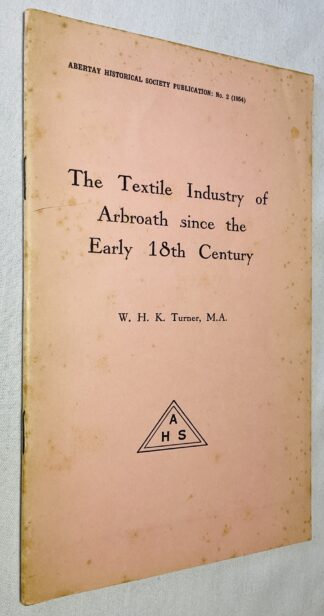 ABERTAY HISTORICAL SOCIETY PUBLICATION: No. 2 (1954)
The Textile Industry of
Arbroath since the
Early 18th Century
W. H. K. Turner, M.A.
A
H S